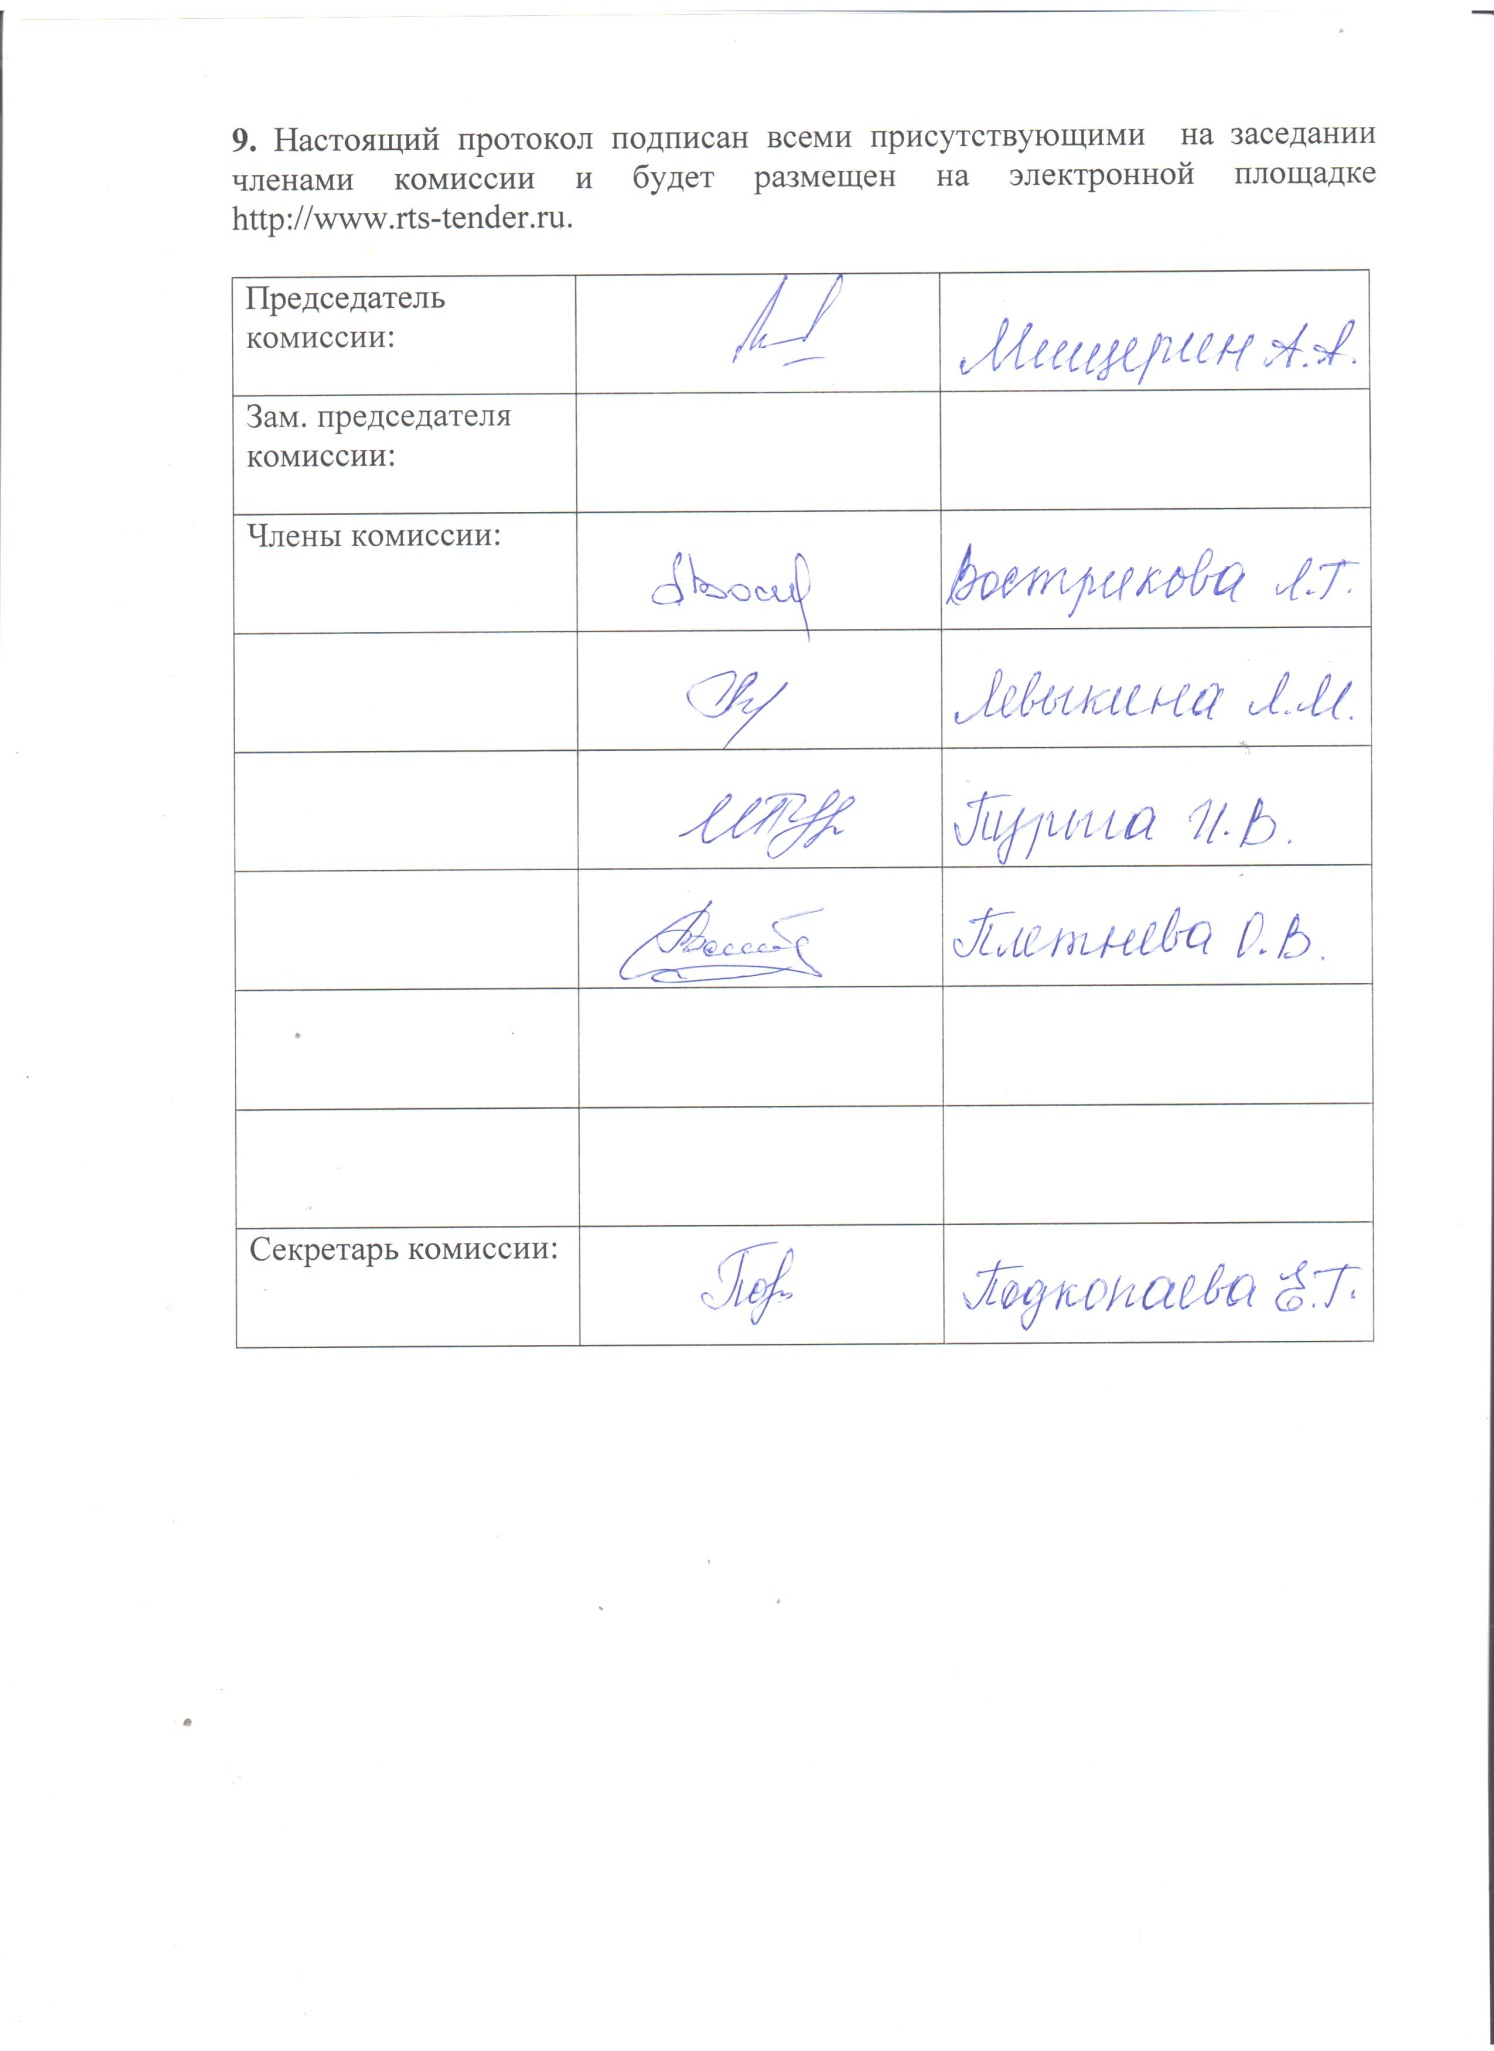 9. Настоящий протокол подписан всеми присутствующими на заседании
членами комиссии и будет размещен на электронной площадке
http://www.rts-tender.ru.
Председатель
комиссии:
Мищерин А.А.
Зам. председателя
комиссии:
Члены комиссии:
Вострикова Л.Г.
Левыкина Л.М.
И.В.
Плетнева О.В.
Секретарь комиссии:
Подкопаева Е.Г.